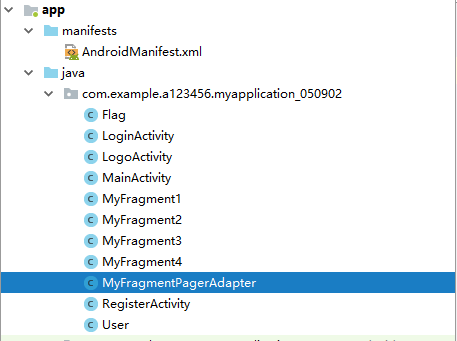 app
manifests
AndroidManifest.xml
java
com.example.a123456.myapplication_050902
Flag
LoginActivity
LogoActivity
MainActivity
MyFragment1
MyFragment2
MyFragment3
MyFragment4
MyFragmentPagerAdapter
RegisterActivity
User